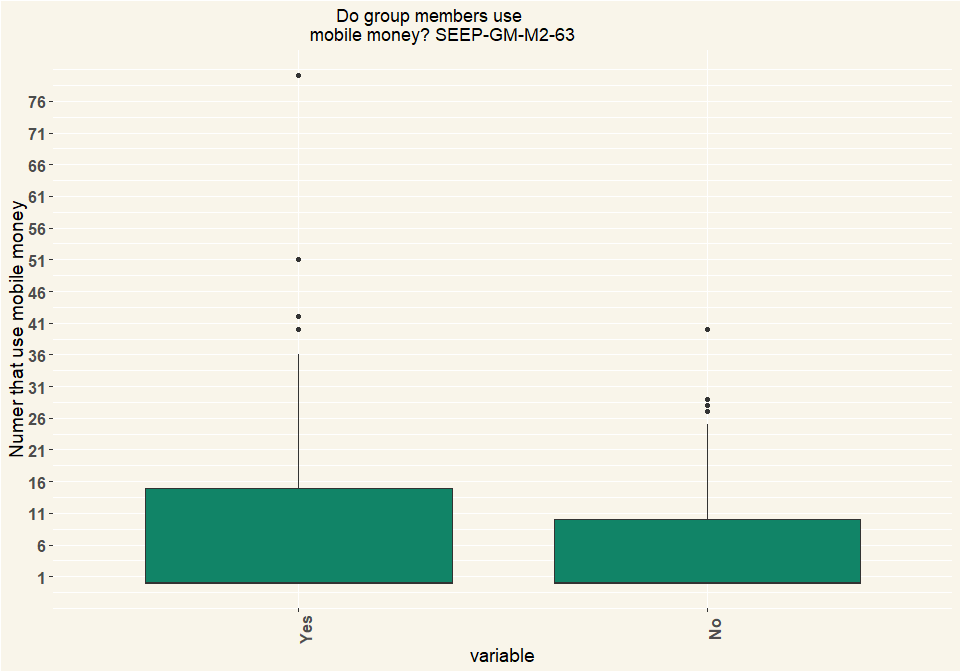 Do group members use
mobile money? SEEP-GM-M2-63
Numer that use mobile money
76
71
66
61
56
51
46
41
36
31
26
21
16
11
6
1
Yes
No
variable